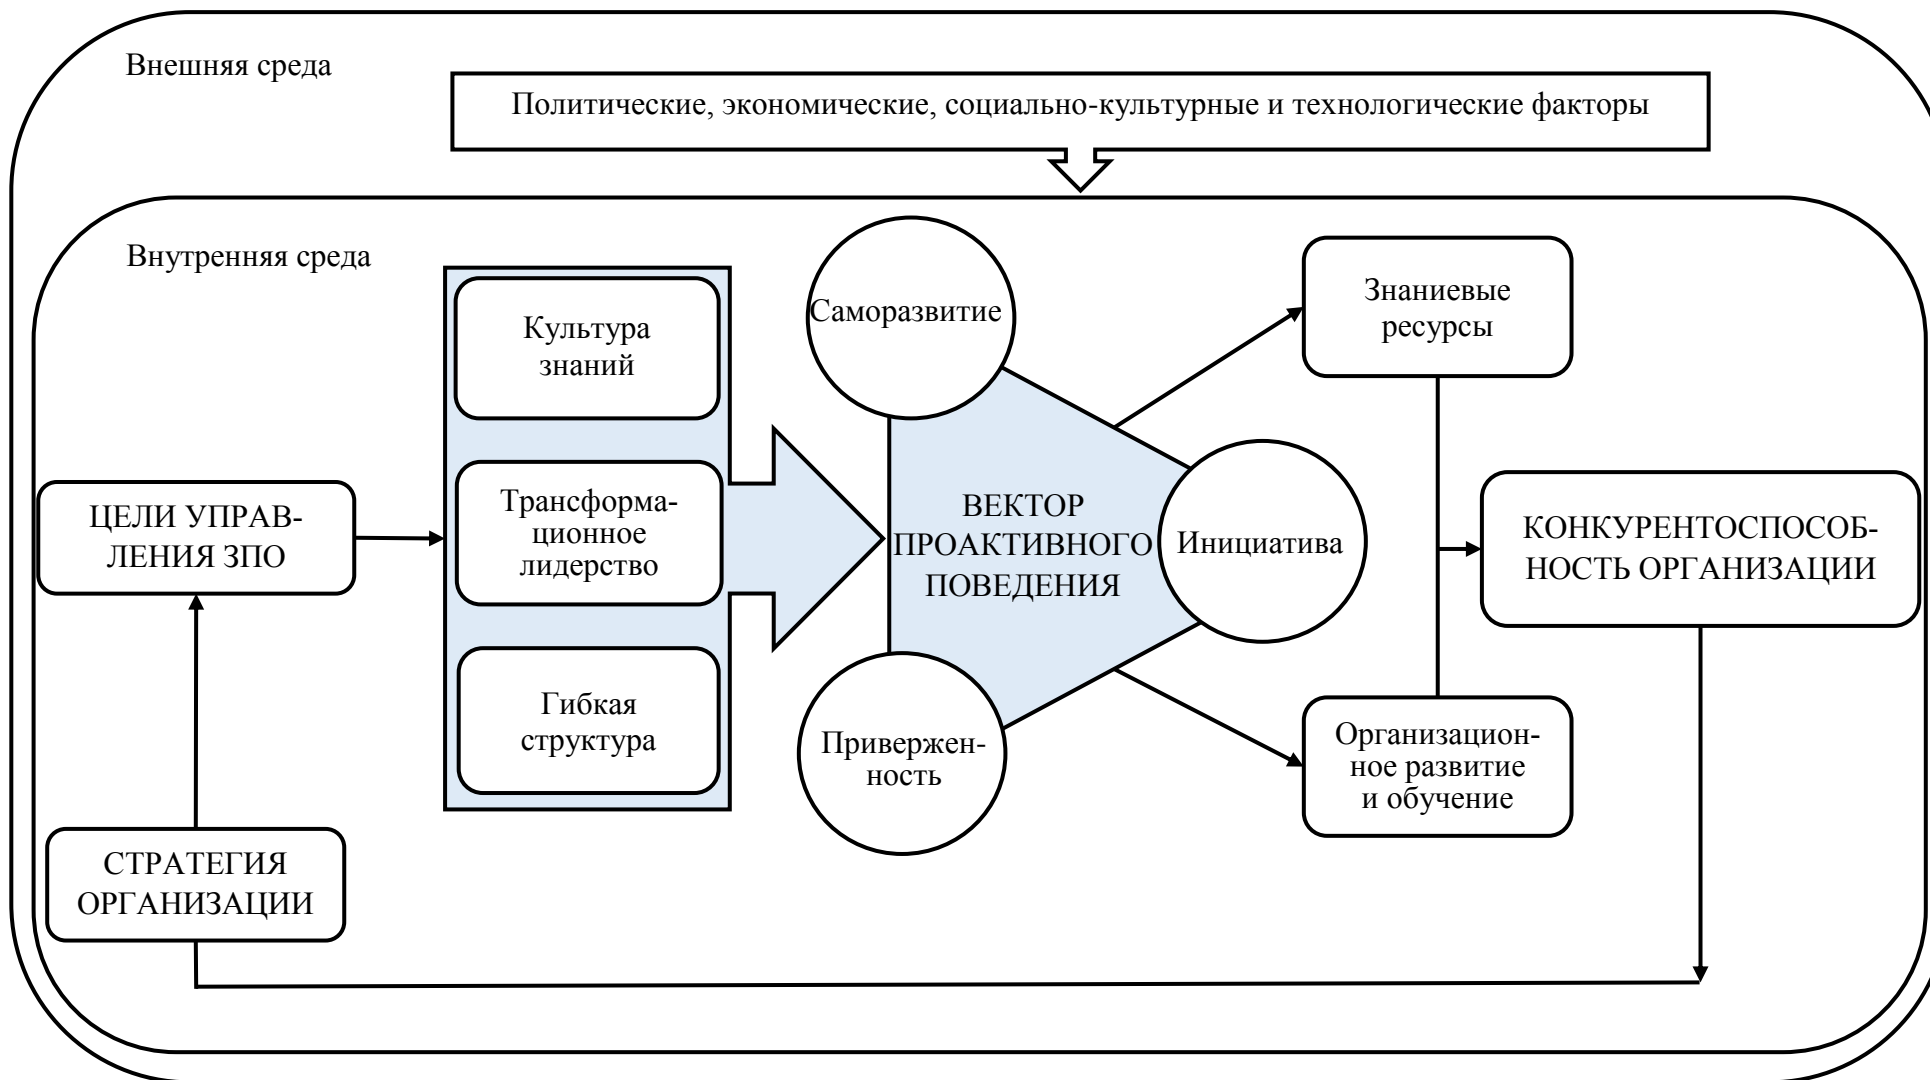 Внешняя среда
Политические, экономические, социально-культурные и технологические факторы
Внутренняя среда
Культура
знаний
Трансформа-
ционное
лидерство
Гибкая
структура
ЦЕЛИ УПРАВ-
ЛЕНИЯ ЗПО
СТРАТЕГИЯ
ОРГАНИЗАЦИИ
Саморазвитие
ВЕКТОР
ПРОАКТИВНОГО
ПОВЕДЕНИЯ
Инициатива
Привержен-
ность
Знаниевые
ресурсы
Организацион-
ное развитие
и обучение
КОНКУРЕНТОСПОСОБ-
НОСТЬ ОРГАНИЗАЦИИ